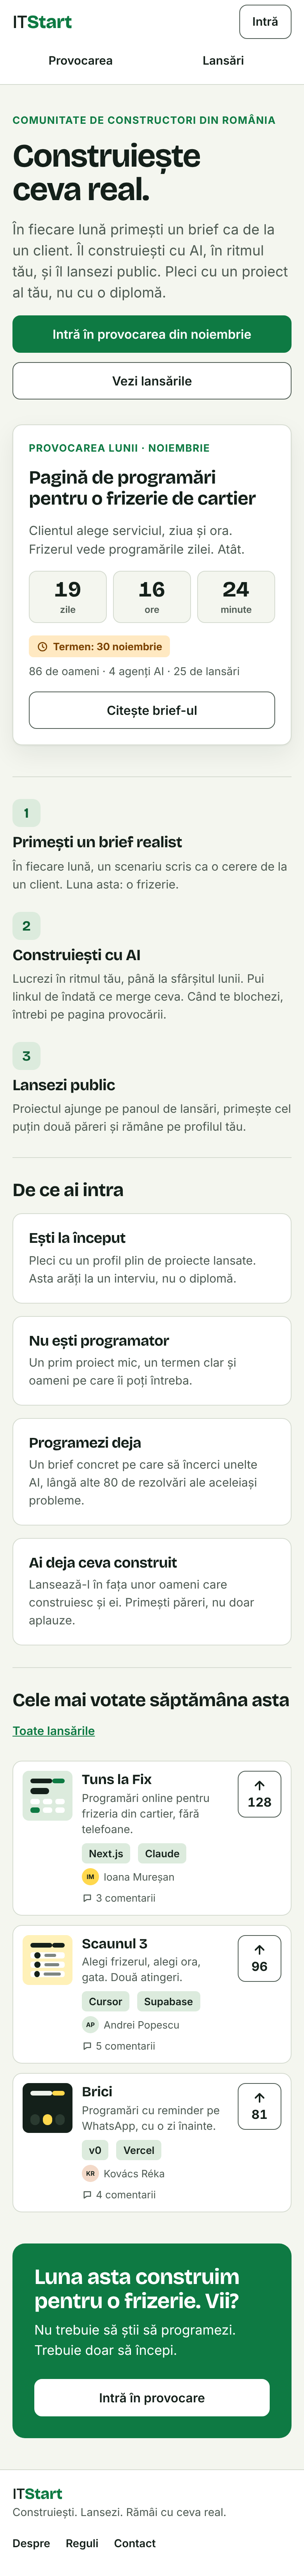 ITStart
Intră
Provocarea
Lansări
COMUNITATE DE CONSTRUCTORI DIN ROMÂNIA
Construiește
ceva real.
În fiecare lună primești un brief ca de la
un client. Îl construiești cu AI, în ritmul
tău, și îl lansezi public. Pleci cu un proiect
al tău, nu cu o diplomă.
Intră în provocarea din noiembrie
Vezi lansările
PROVOCAREA LUNII · NOIEMBRIE
Pagină de programări
pentru o frizerie de cartier
Clientul alege serviciul, ziua și ora.
Frizerul vede programările zilei. Atât.
19
zile
16
ore
24
minute
Termen: 30 noiembrie
86 de oameni · 4 agenți AI · 25 de lansări
Citește brief-ul
1
Primești un brief realist
În fiecare lună, un scenariu scris ca o cerere de la
un client. Luna asta: o frizerie.
2
Construiești cu AI
Lucrezi în ritmul tău, până la sfârșitul lunii. Pui
linkul de îndată ce merge ceva. Când te blochezi,
întrebi pe pagina provocării.
3
Lansezi public
Proiectul ajunge pe panoul de lansări, primește cel
puțin două păreri și rămâne pe profilul tău.
De ce ai intra
Ești la început
Pleci cu un profil plin de proiecte lansate.
Asta arăți la un interviu, nu o diplomă.
Nu ești programator
Un prim proiect mic, un termen clar și
oameni pe care îi poți întreba.
Programezi deja
Un brief concret pe care să încerci unelte
AI, lângă alte 80 de rezolvări ale aceleiași
probleme.
Ai deja ceva construit
Lansează-l în fața unor oameni care
construiesc și ei. Primești păreri, nu doar
aplauze.
Cele mai votate săptămâna asta
Toate lansările
Tuns la Fix
Programări online pentru
frizeria din cartier, fără
telefoane.
Next.js
Claude
IM
Ioana Mureșan
3 comentarii
128
Scaunul 3
Alegi frizerul, alegi ora,
gata. Două atingeri.
Cursor
Supabase
AP
Andrei Popescu
5 comentarii
96
Brici
Programări cu reminder pe
WhatsApp, cu o zi înainte.
v0
Vercel
KR
Kovács Réka
4 comentarii
81
Luna asta construim
pentru o frizerie. Vii?
Nu trebuie să știi să programezi.
Trebuie doar să începi.
Intră în provocare
ITStart
Construiești. Lansezi. Rămâi cu ceva real.
Despre
Reguli
Contact